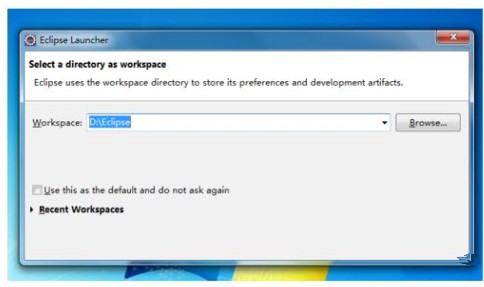 Eclipse Launcher
Select a directory as workspace
Eclipse uses the workspace directory to store its preferences and development artifacts.
Workspace: D:\Eclipse Browse...
Use this as the default and do not ask again
Recent Workspaces